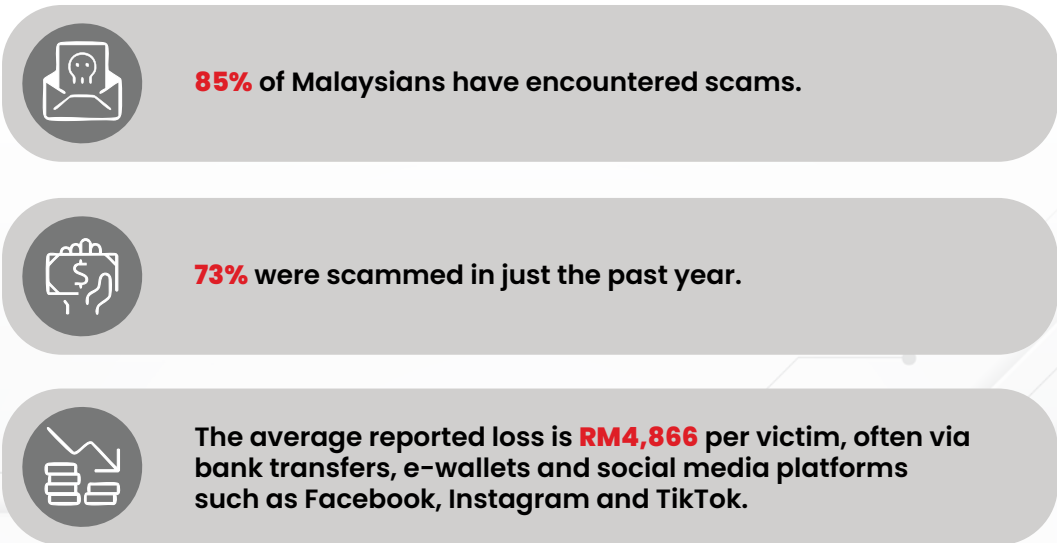 85% of Malaysians have encountered scams.
73% were scammed in just the past year.
The average reported loss is RM4,866 per victim, often via
bank transfers, e-wallets and social media platforms
such as Facebook, Instagram and TikTok.